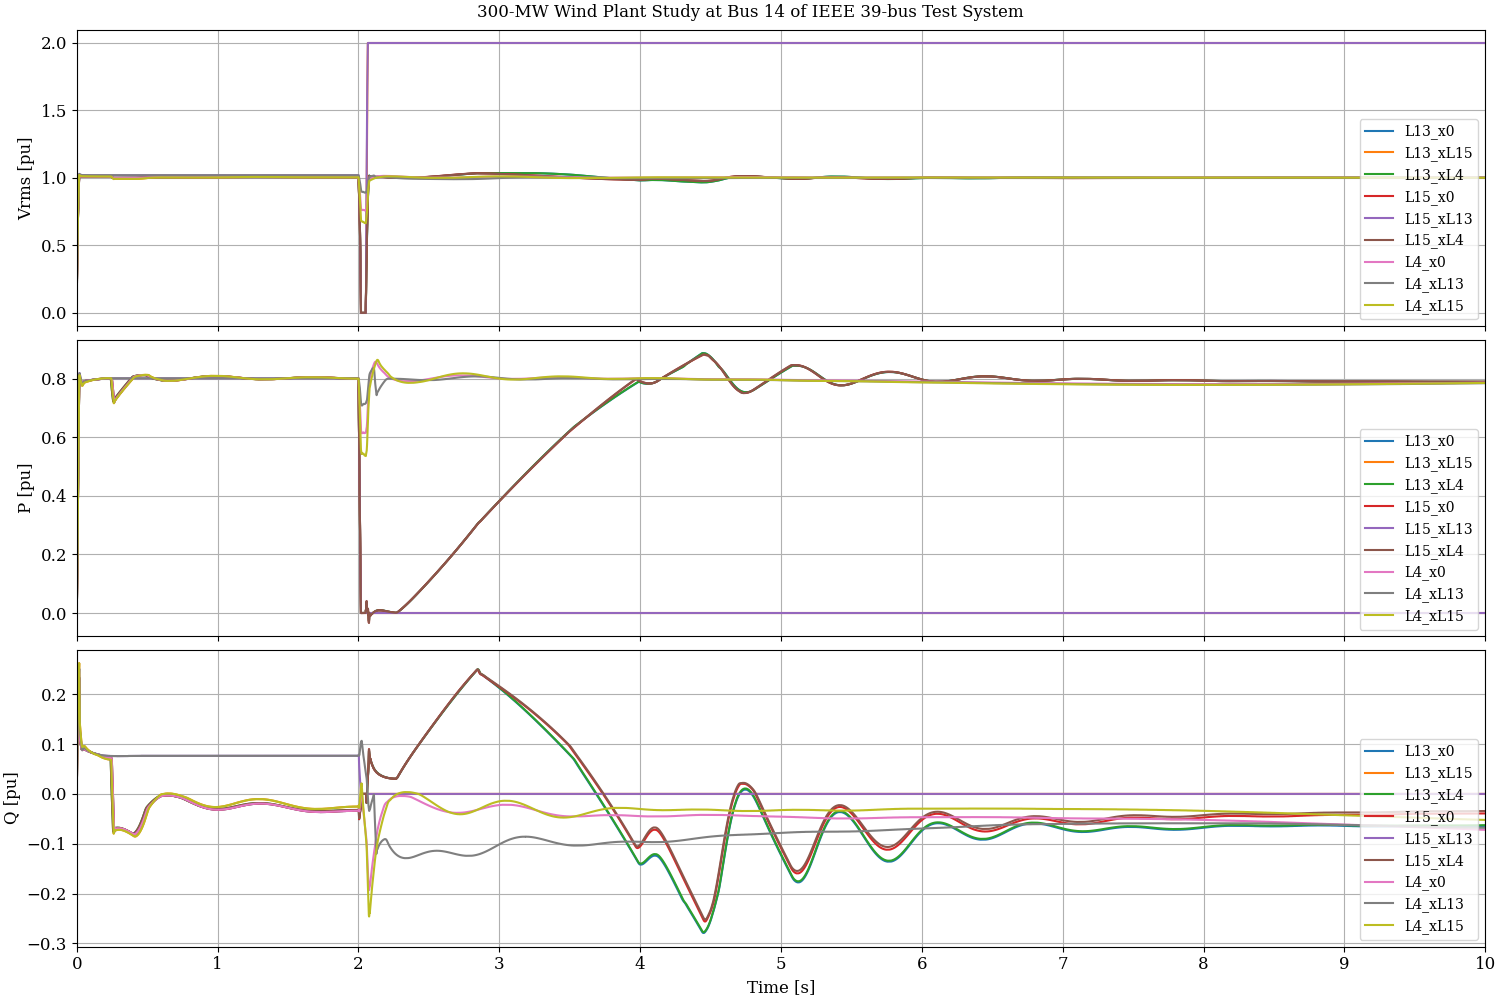 300-MW Wind Plant Study at Bus 14 of IEEE 39-bus Test System
Vrms [pu]
2.0
1.5
1.0
0.5
0.0
L13_x0
L13_xL15
L13_xL4
L15_x0
L15_xL13
L15_xL4
L4_x0
L4_xL13
L4_xL15
P [pu]
0.8
0.6
0.4
0.2
0.0
L13_x0
L13_xL15
L13_xL4
L15_x0
L15_xL13
L15_xL4
L4_x0
L4_xL13
L4_xL15
Q [pu]
0.2
0.1
0.0
−0.1
−0.2
−0.3
L13_x0
L13_xL15
L13_xL4
L15_x0
L15_xL13
L15_xL4
L4_x0
L4_xL13
L4_xL15
0 1 2 3 4 5 6 7 8 9 10
Time [s]